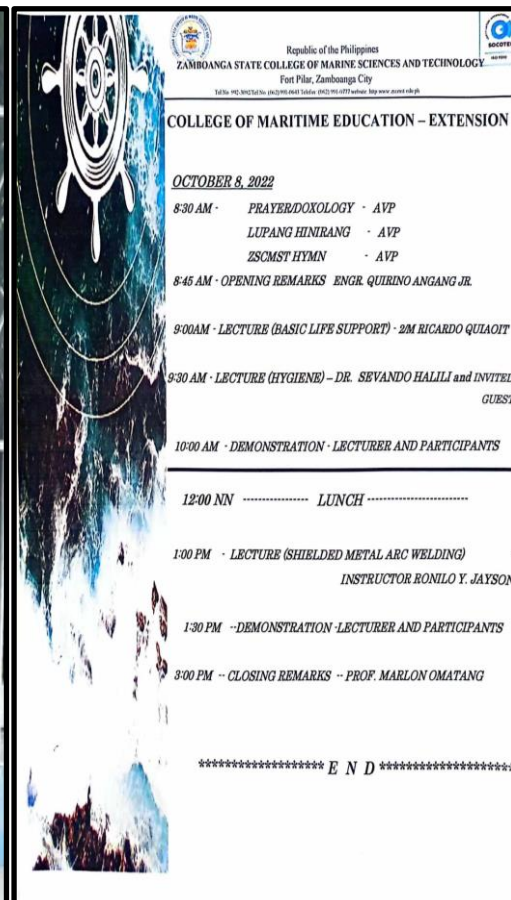 SOCOTEC
Republic of the Philippines
ZAMBOANGA STATE COLLEGE OF MARINE SCIENCES AND TECHNOLOGY
Fort Pilar, Zamboanga City
COLLEGE OF MARITIME EDUCATION – EXTENSION
OCTOBER 8, 2022
8:30 AM - PRAYER/DOXOLOGY - AVP
LUPANG HINIRANG - AVP
ZSCMST HYMN - AVP
8:45 AM - OPENING REMARKS ENGR. QUIRINO ANGANG JR.
9:00AM - LECTURE (BASIC LIFE SUPPORT) - 2/M RICARDO QUIAOIT
9:30 AM - LECTURE (HYGIENE) – DR. SEVANDO HALILI and INVITED
GUEST
10:00 AM - DEMONSTRATION - LECTURER AND PARTICIPANTS
12:00 NN ---------------- LUNCH -------------------------
1:00 PM - LECTURE (SHIELDED METAL ARC WELDING)
INSTRUCTOR RONILO Y. JAYSON
1:30 PM --DEMONSTRATION -LECTURER AND PARTICIPANTS
3:00 PM -- CLOSING REMARKS -- PROF. MARLON OMATANG
******************* E N D ********************